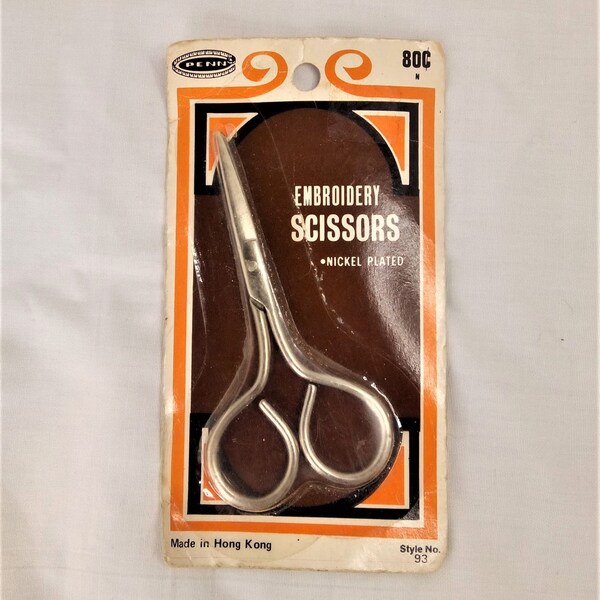 PENN
80¢
N
EMBROIDERY
SCISSORS
•NICKEL PLATED
Made in Hong Kong
Style No.
93